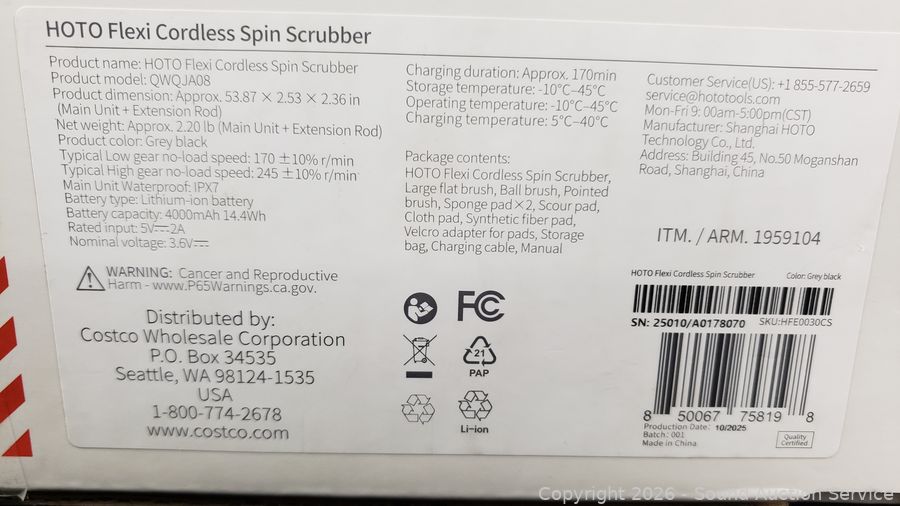 HOTO Flexi Cordless Spin Scrubber
Product name: HOTO Flexi Cordless Spin Scrubber
Product model: QWQJA08
Product dimension: Approx. 53.87 × 2.53 × 2.36 in
(Main Unit + Extension Rod)
Net weight: Approx. 2.20 lb (Main Unit + Extension Rod)
Product color: Grey black
Typical Low gear no-load speed: 170 ±10% r/min
Typical High gear no-load speed: 245 ±10% r/min
Main Unit Waterproof: IPX7
Battery type: Lithium-ion battery
Battery capacity: 4000mAh 14.4Wh
Rated input: 5V⎓2A
Nominal voltage: 3.6V⎓
WARNING: Cancer and Reproductive
Harm - www.P65Warnings.ca.gov.
Distributed by:
Costco Wholesale Corporation
P.O. Box 34535
Seattle, WA 98124-1535
USA
1-800-774-2678
www.costco.com
Charging duration: Approx. 170min
Storage temperature: -10°C–45°C
Operating temperature: -10°C–45°C
Charging temperature: 5°C–40°C
Package contents:
HOTO Flexi Cordless Spin Scrubber,
Large flat brush, Ball brush, Pointed
brush, Sponge pad×2, Scour pad,
Cloth pad, Synthetic fiber pad,
Velcro adapter for pads, Storage
bag, Charging cable, Manual
FC
21
PAP
Li-ion
Customer Service(US): +1 855-577-2659
service@hototools.com
Mon-Fri 9: 00am-5:00pm(CST)
Manufacturer: Shanghai HOTO
Technology Co., Ltd.
Address: Building 45, No.50 Moganshan
Road, Shanghai, China
ITM. / ARM. 1959104
HOTO Flexi Cordless Spin Scrubber Color: Grey black
SN: 25010/A0178070 SKU:HFE0030CS
8 50067 75819 8
Production Date: 10/2025
Batch: 001
Made in China
Quality
Certified
Copyright 2026 - Sound Auction Service